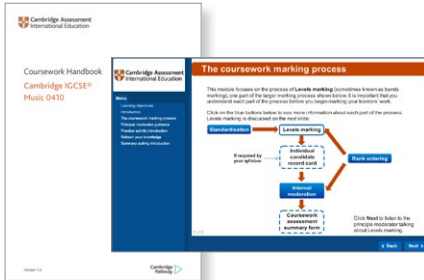 Cambridge Assessment
International Education
Coursework Handbook
Cambridge IGCSE®
Music 0410
Version 1.0
Cambridge
Pathway
Cambridge Assessment
International Education
Menu
Learning objectives
Introduction
The coursework marking process
Principal moderator guidance
Practice activity introduction
Refresh your knowledge
Summary activity introduction
The coursework marking process
This module focuses on the process of Levels marking (sometimes known as bands
marking), one part of the larger marking process shown below. It is important that you
understand each part of the process before you begin marking your learners' work.
Click on the blue buttons below to see more information about each part of the process.
Levels marking is discussed on the next slide.
Standardisation
Levels marking
If required by
your syllabus
Individual
candidate
record card
Rank ordering
Internal
moderation
Coursework
assessment
summary form
Click Next to listen to the
principal moderator talking
about Levels marking.
Back
Next